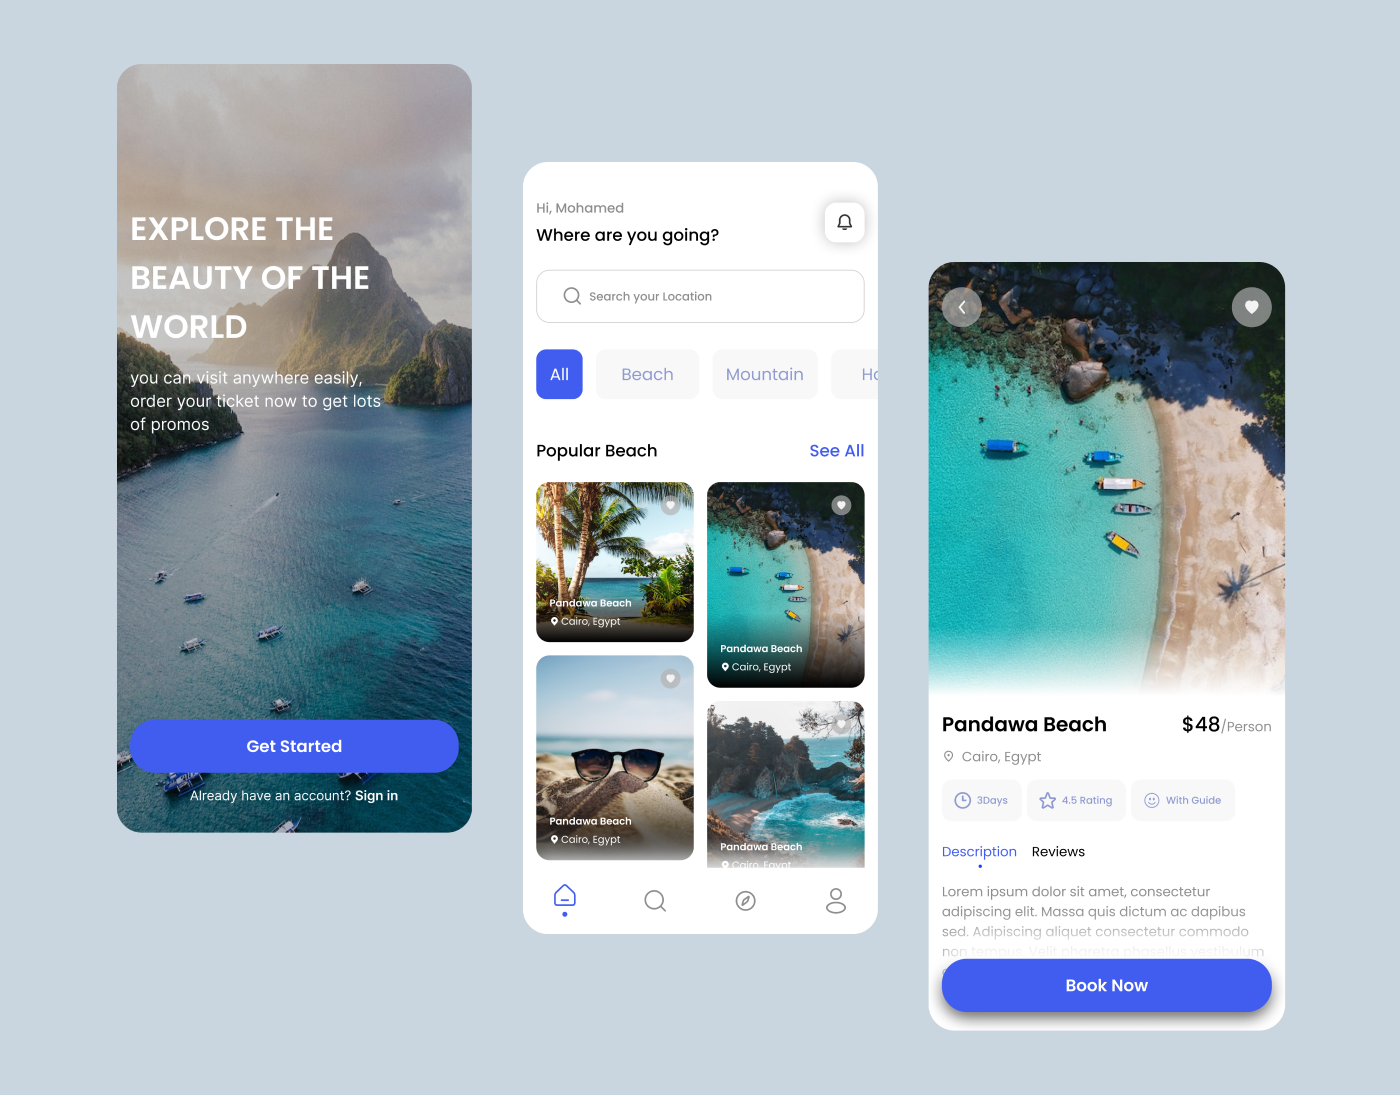 EXPLORE THE
BEAUTY OF THE
WORLD
you can visit anywhere easily,
order your ticket now to get lots
of promos
Get Started
Already have an account? Sign in
Hi, Mohamed
Where are you going?
Search your Location
All Beach Mountain Ho
Popular Beach See All
Pandawa Beach
Cairo, Egypt
Pandawa Beach
Cairo, Egypt
Pandawa Beach
Cairo, Egypt
Pandawa Beach
Cairo, Egypt
Pandawa Beach $48/Person
Cairo, Egypt
3Days 4.5 Rating With Guide
Description Reviews
Lorem ipsum dolor sit amet, consectetur
adipiscing elit. Massa quis dictum ac dapibus
sed. Adipiscing aliquet consectetur commodo
non tempus. Velit pharetra phasellus vestibulum
Book Now